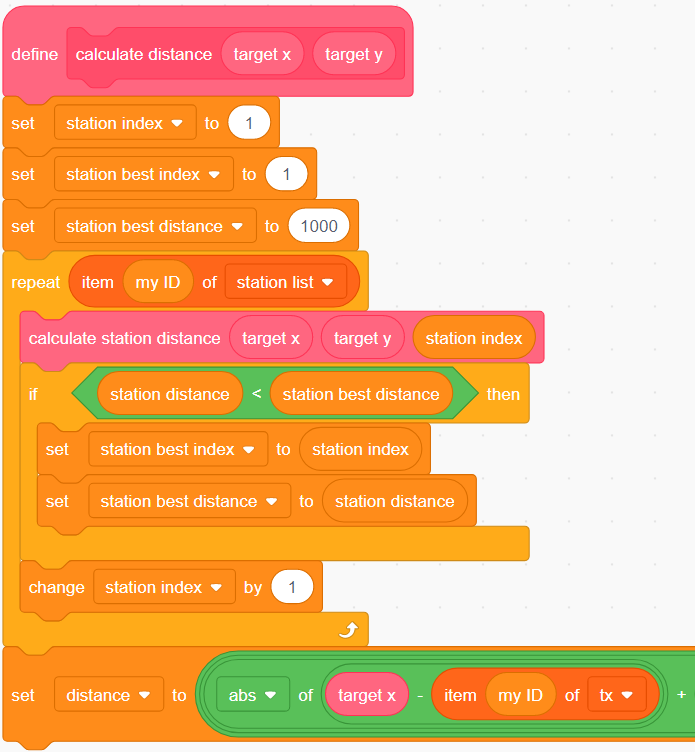 define calculate distance target x target y
set station index to 1
set station best index to 1
set station best distance to 1000
repeat item my ID of station list
calculate station distance target x target y station index
if station distance < station best distance then
set station best index to station index
set station best distance to station distance
change station index by 1
set distance to abs of target x - item my ID of tx +